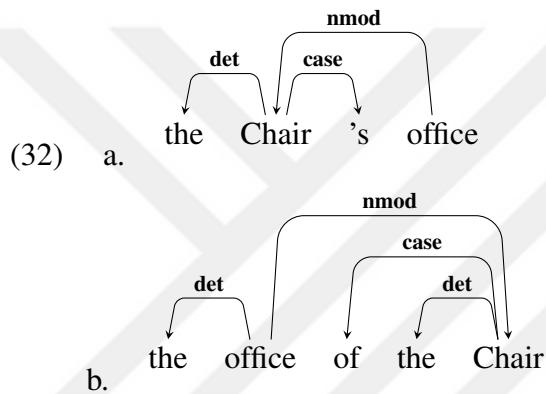 nmod
det case
(32) a. the Chair 's office
nmod
case
det det
b. the office of the Chair